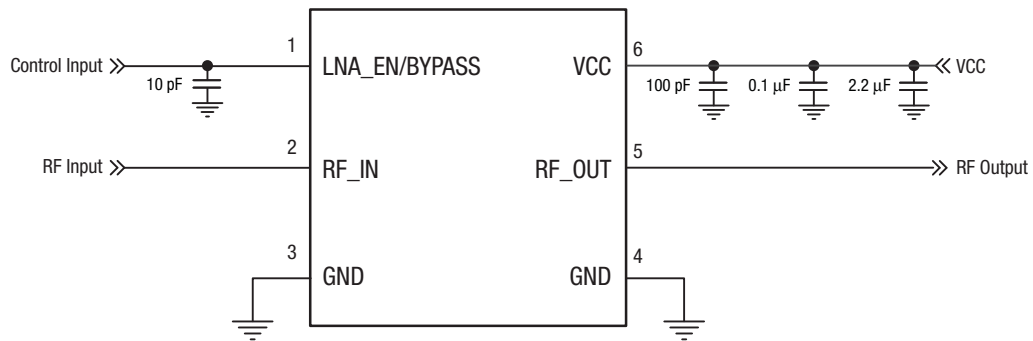 1
6
Control Input
LNA_EN/BYPASS
VCC
VCC
10 pF
100 pF
0.1 μF
2.2 μF
2
5
RF Input
RF_IN
RF_OUT
RF Output
3
4
GND
GND